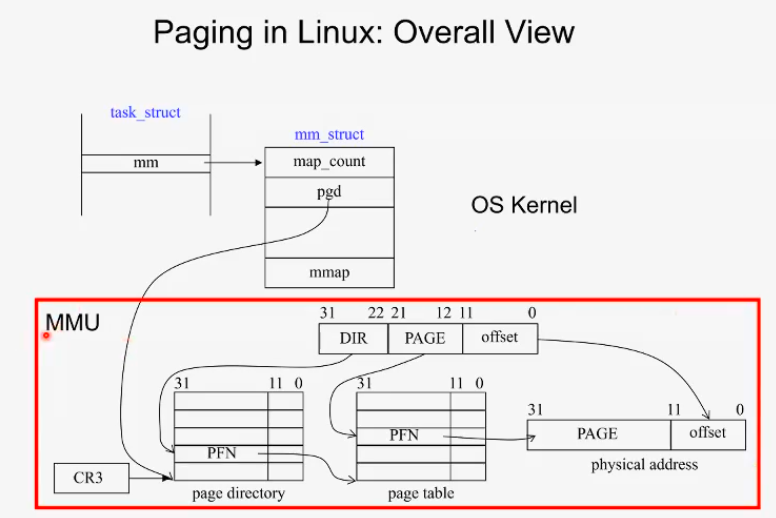 Paging in Linux: Overall View
task_struct
mm
mm_struct
map_count
pgd
mmap
OS Kernel
MMU
31 22 21 12 11 0
DIR PAGE offset
31 11 0
PFN
page directory
CR3
31 11 0
PFN
page table
31 11 0
PAGE offset
physical address